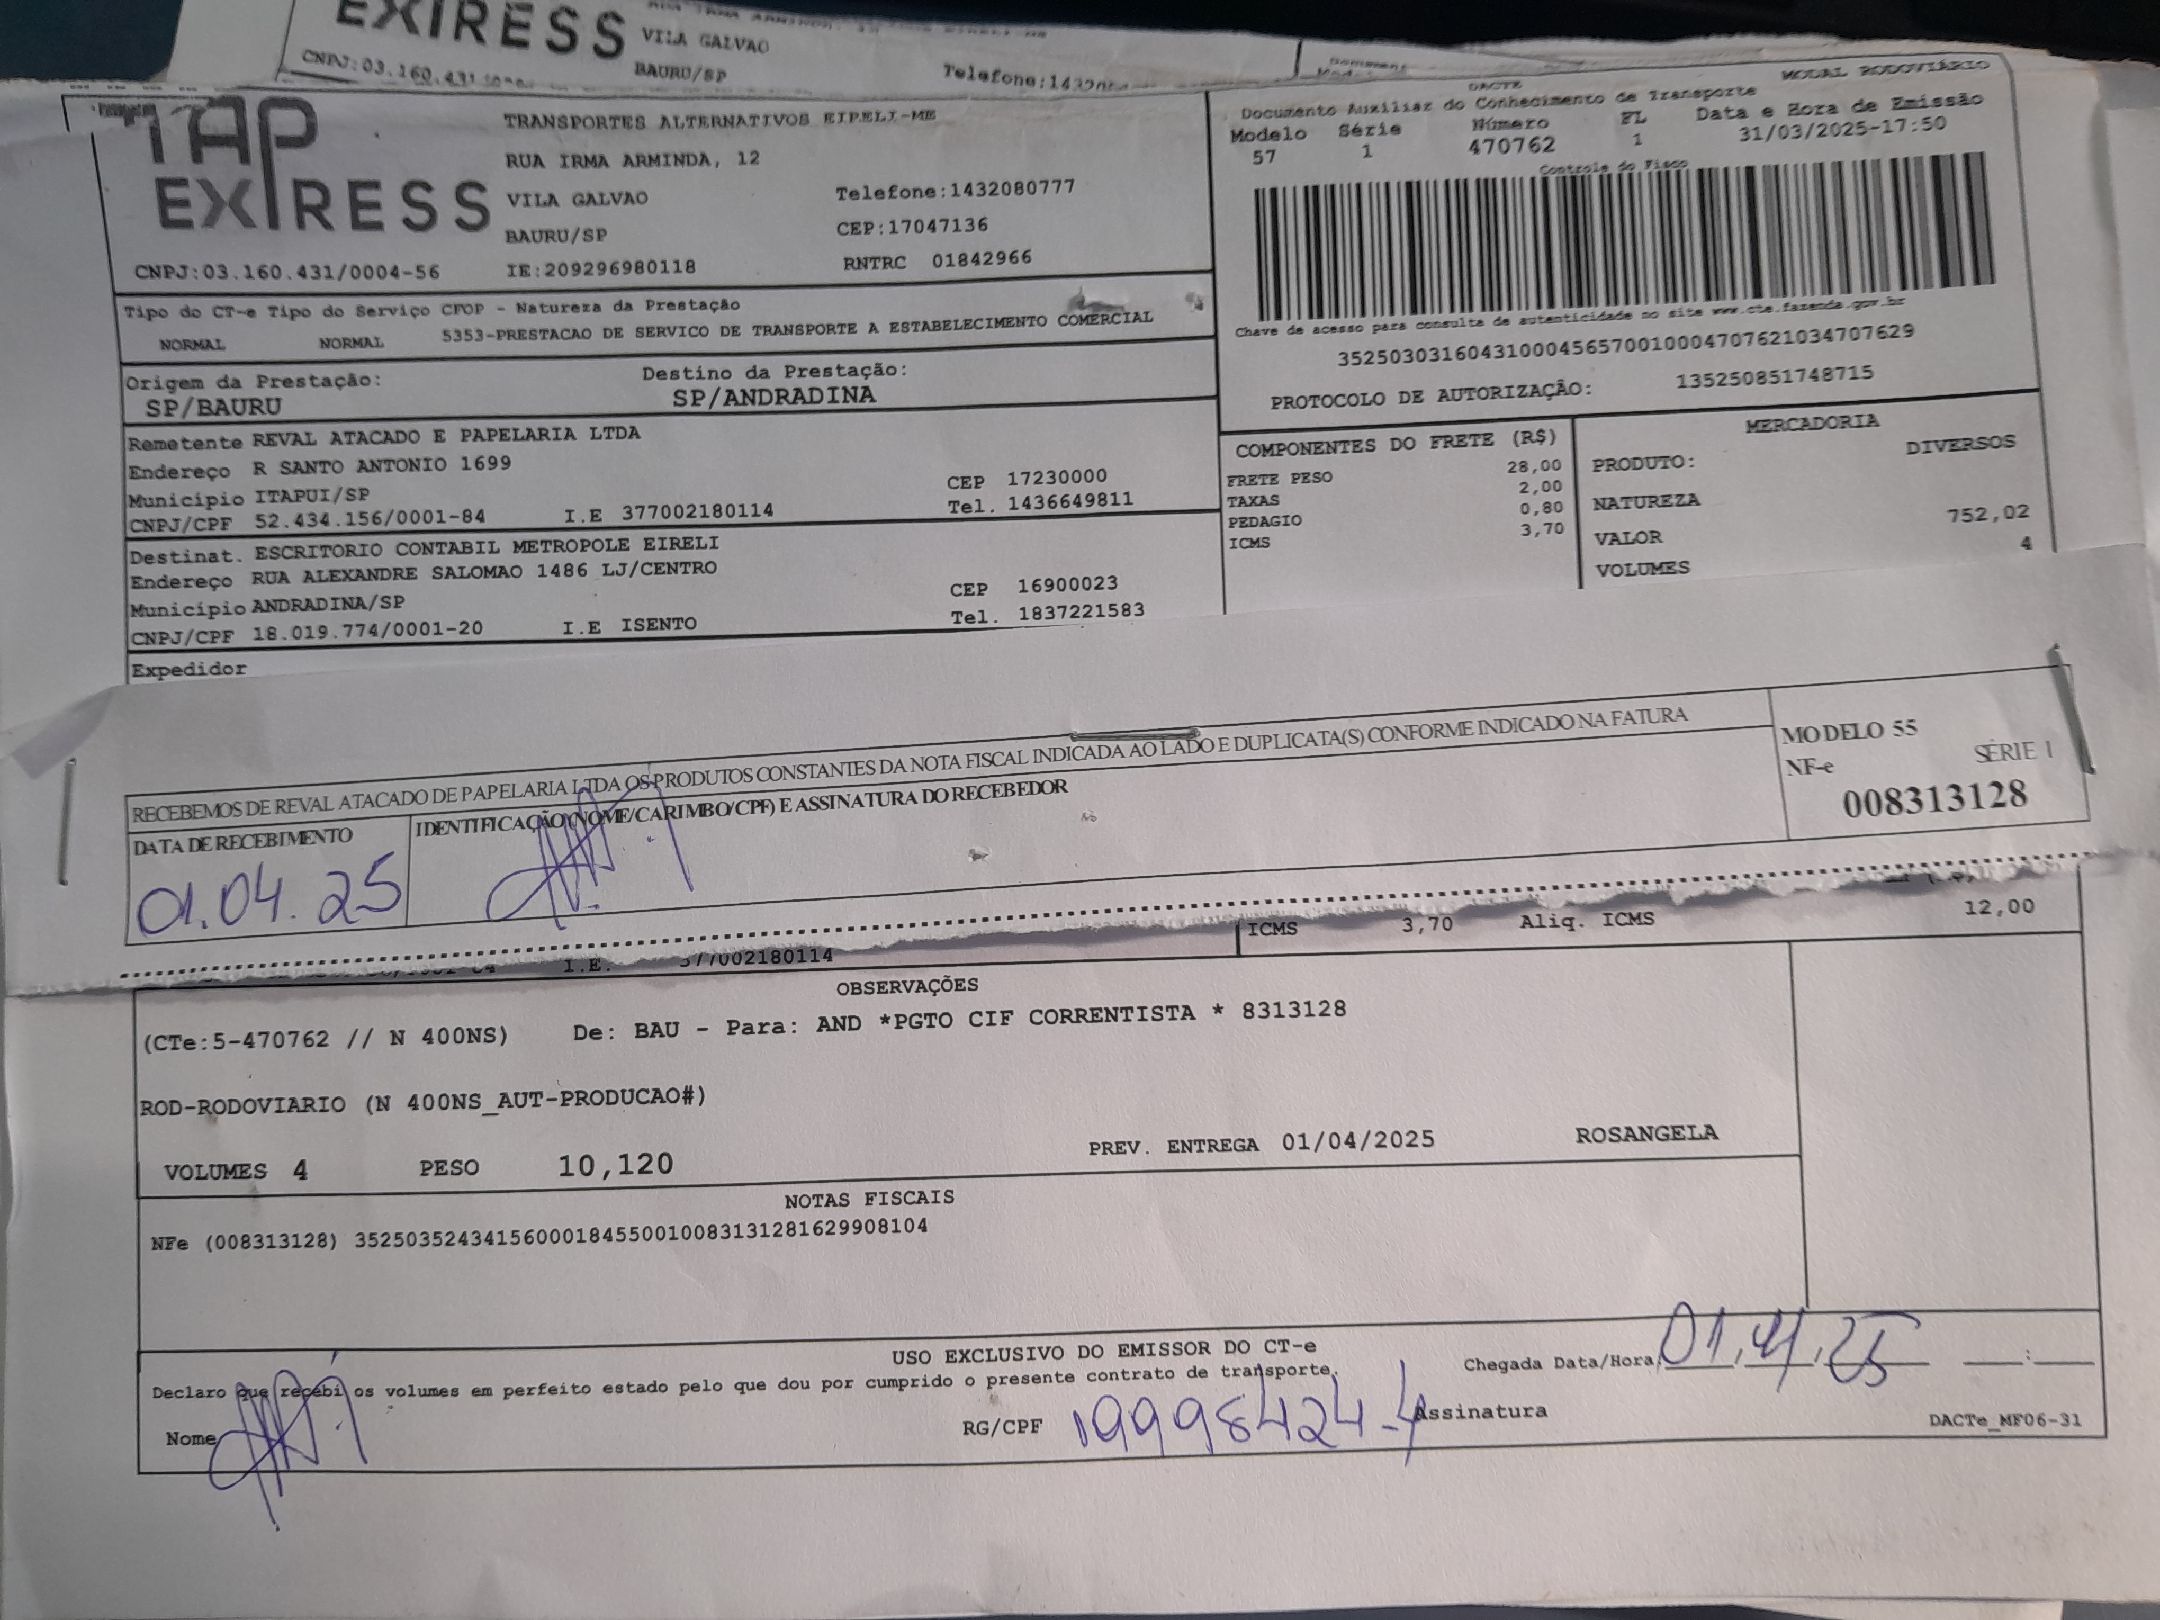 EXPRESS
VILA GALVAO
CNPJ:03.160.431
BAURU/SP
TAP
EXPRESS
CNPJ:03.160.431/0004-56
TRANSPORTES ALTERNATIVOS EIRELI-ME
RUA IRMA ARMINDA, 12
VILA GALVAO Telefone:1432080777
BAURU/SP CEP:17047136
IE:209296980118 RNTRC 01842966
MODAL RODOVIÁRIO
DACTE
Documento Auxiliar do Conhecimento de Transporte
Modelo Série Número FL Data e Hora de Emissão
57 1 470762 1 31/03/2025-17:50
Controle do Fisco
Chave de acesso para consulta de autenticidade no site www.cte.fazenda.gov.br
35250303160431000456570010004707621034707629
PROTOCOLO DE AUTORIZAÇÃO: 135250851748715
Tipo do CT-e Tipo do Serviço CFOP - Natureza da Prestação
NORMAL NORMAL 5353-PRESTACAO DE SERVICO DE TRANSPORTE A ESTABELECIMENTO COMERCIAL
Origem da Prestação: Destino da Prestação:
SP/BAURU SP/ANDRADINA
Remetente REVAL ATACADO E PAPELARIA LTDA
Endereço R SANTO ANTONIO 1699 CEP 17230000
Município ITAPUI/SP Tel. 1436649811
CNPJ/CPF 52.434.156/0001-84 I.E 377002180114
Destinat. ESCRITORIO CONTABIL METROPOLE EIRELI
Endereço RUA ALEXANDRE SALOMAO 1486 LJ/CENTRO CEP 16900023
Município ANDRADINA/SP Tel. 1837221583
CNPJ/CPF 18.019.774/0001-20 I.E ISENTO
Expedidor
COMPONENTES DO FRETE (R$)
FRETE PESO 28,00
TAXAS 2,00
PEDAGIO 0,80
ICMS 3,70
MERCADORIA
PRODUTO: DIVERSOS
NATUREZA
VALOR 752,02
VOLUMES 4
RECEBEMOS DE REVAL ATACADO DE PAPELARIA LTDA OS PRODUTOS CONSTANTES DA NOTA FISCAL INDICADA AO LADO E DUPLICATA(S) CONFORME INDICADO NA FATURA
DATA DE RECEBIMENTO IDENTIFICAÇÃO (NOME/CARIMBO/CPF) E ASSINATURA DO RECEBEDOR
01.04.25
MODELO 55
NF-e SÉRIE 1
008313128
I.E. 377002180114 ICMS 3,70 Aliq. ICMS 12,00
OBSERVAÇÕES
(CTe:5-470762 // N 400NS) De: BAU - Para: AND *PGTO CIF CORRENTISTA * 8313128
ROD-RODOVIARIO (N 400NS_AUT-PRODUCAO#)
VOLUMES 4 PESO 10,120 PREV. ENTREGA 01/04/2025 ROSANGELA
NOTAS FISCAIS
NFe (008313128) 35250352434156000184550010083131281629908104
USO EXCLUSIVO DO EMISSOR DO CT-e
Declaro que recebi os volumes em perfeito estado pelo que dou por cumprido o presente contrato de transporte. Chegada Data/Hora 01.4.25 :
Nome RG/CPF 19998424-4 Assinatura DACTe_MF06-31